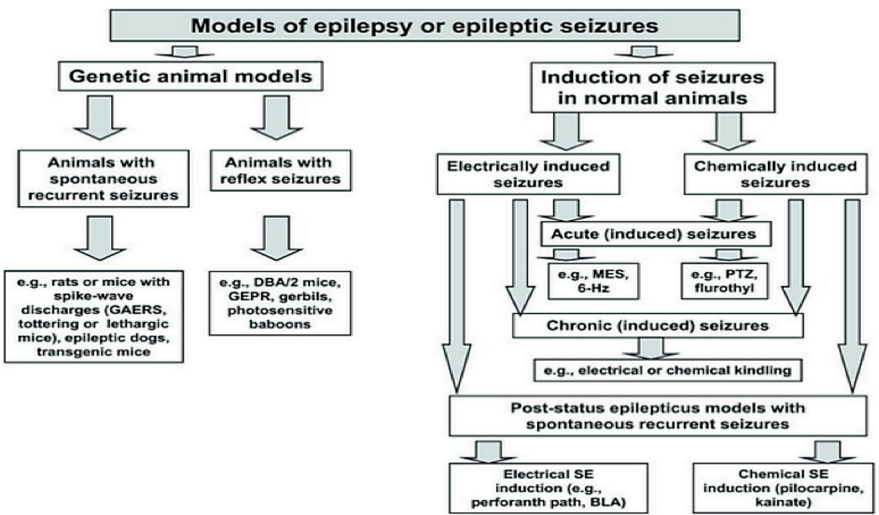 Models of epilepsy or epileptic seizures
Genetic animal models
Induction of seizures
in normal animals
Animals with
spontaneous
recurrent seizures
Animals with
reflex seizures
Electrically induced
seizures
Chemically induced
seizures
Acute (induced) seizures
e.g., rats or mice with
spike-wave
discharges (GAERS,
tottering or lethargic
mice), epileptic dogs,
transgenic mice
e.g., DBA/2 mice,
GEPR, gerbils,
photosensitive
baboons
e.g., MES,
6-Hz
e.g., PTZ,
flurothyl
Chronic (induced) seizures
e.g., electrical or chemical kindling
Post-status epilepticus models with
spontaneous recurrent seizures
Electrical SE
induction (e.g.,
perforanth path, BLA)
Chemical SE
induction (pilocarpine,
kainate)